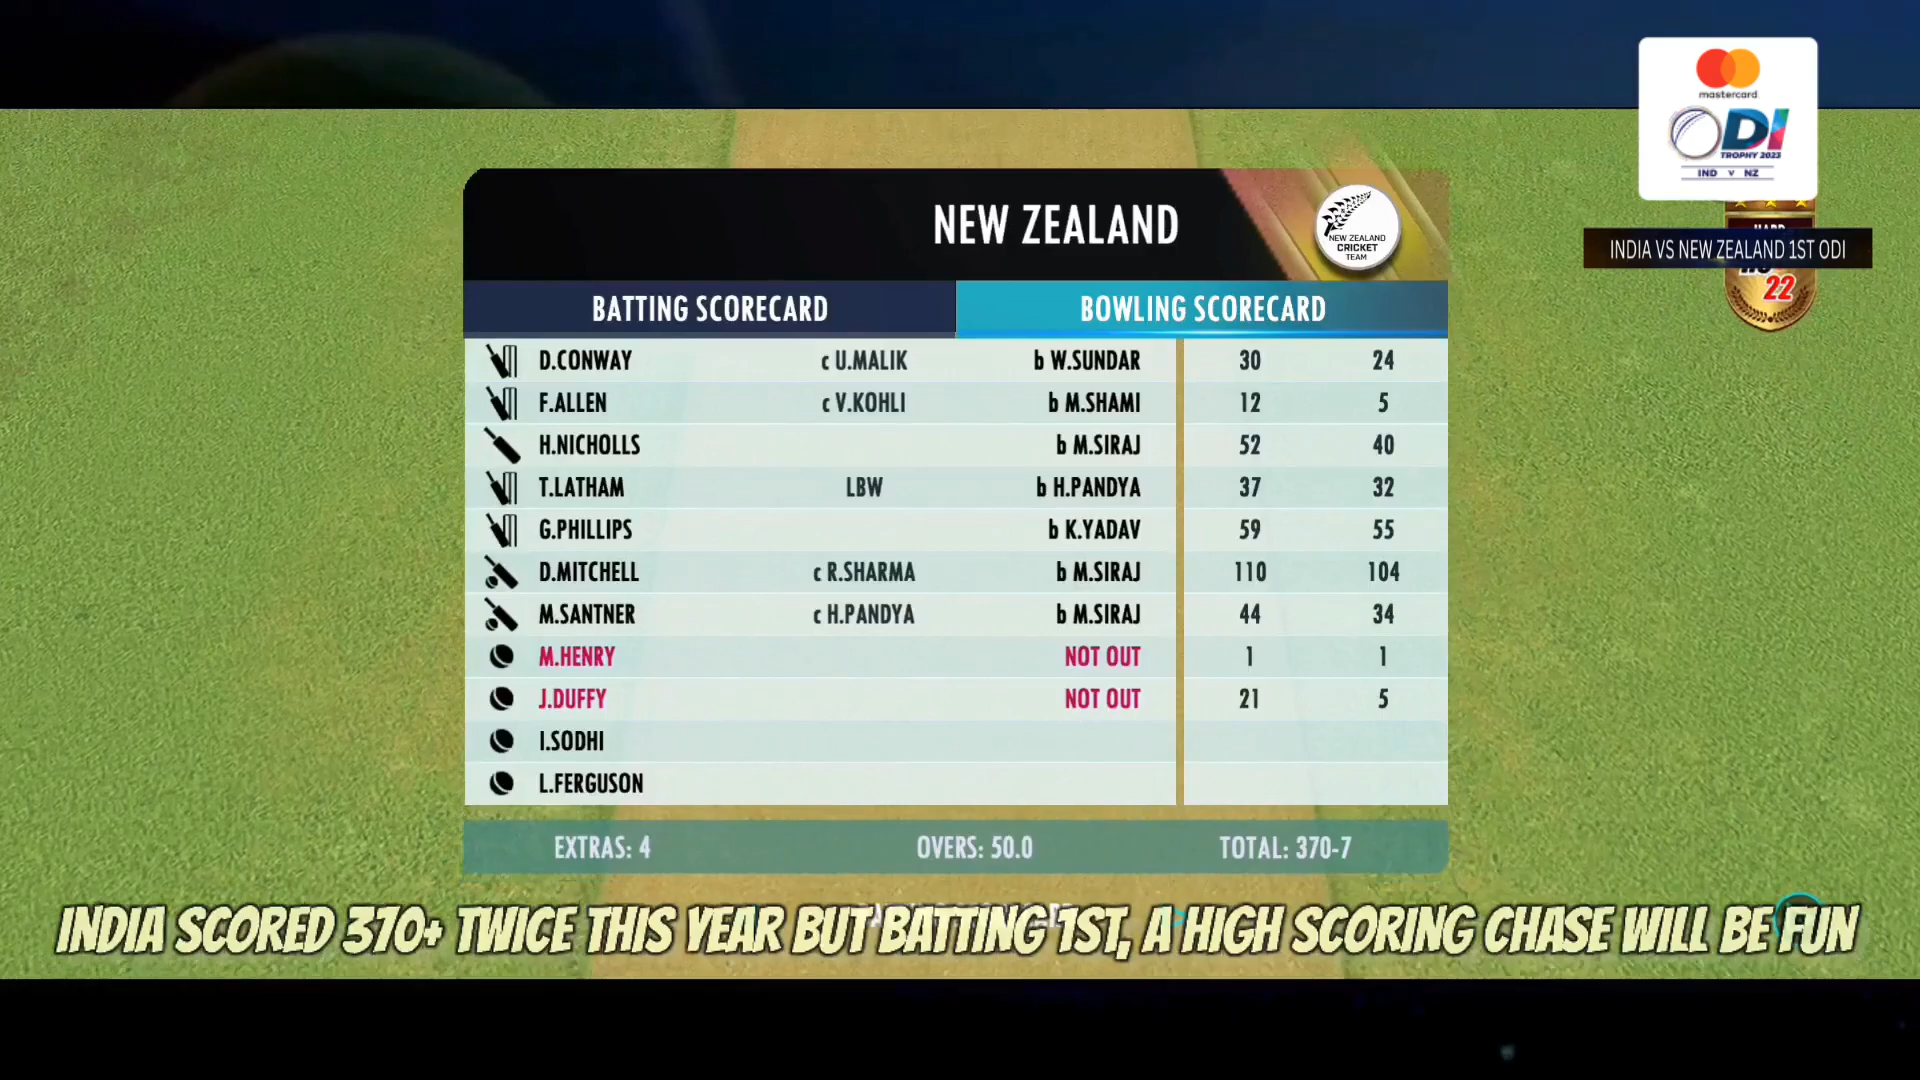 mastercard
ODI
TROPHY 2023
IND v NZ
INDIA VS NEW ZEALAND 1ST ODI
22
NEW ZEALAND
NEW ZEALAND
CRICKET
TEAM
BATTING SCORECARD BOWLING SCORECARD
D.CONWAY c U.MALIK b W.SUNDAR 30 24
F.ALLEN c V.KOHLI b M.SHAMI 12 5
H.NICHOLLS b M.SIRAJ 52 40
T.LATHAM LBW b H.PANDYA 37 32
G.PHILLIPS b K.YADAV 59 55
D.MITCHELL c R.SHARMA b M.SIRAJ 110 104
M.SANTNER c H.PANDYA b M.SIRAJ 44 34
M.HENRY NOT OUT 1 1
J.DUFFY NOT OUT 21 5
I.SODHI
L.FERGUSON
EXTRAS: 4 OVERS: 50.0 TOTAL: 370-7
INDIA SCORED 370+ TWICE THIS YEAR BUT BATTING 1ST, A HIGH SCORING CHASE WILL BE FUN